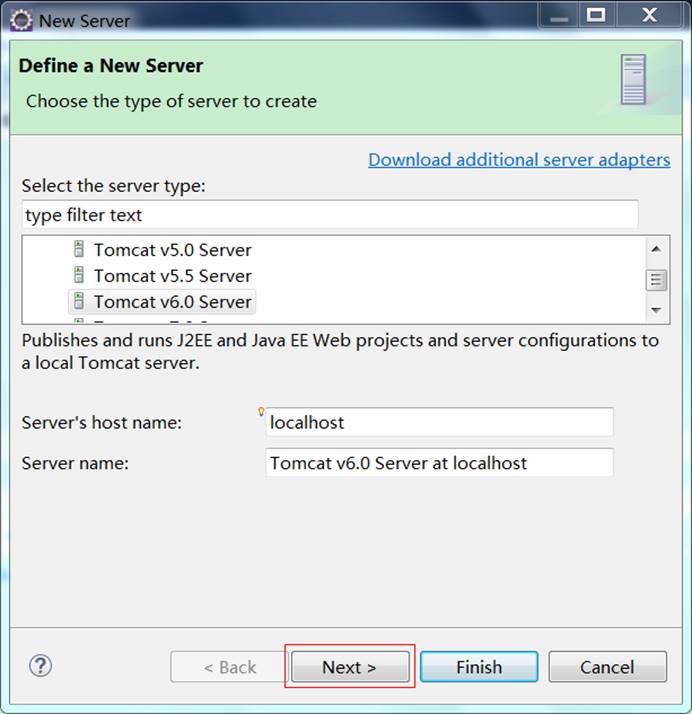 New Server
Define a New Server
Choose the type of server to create
Download additional server adapters
Select the server type:
type filter text
Tomcat v5.0 Server
Tomcat v5.5 Server
Tomcat v6.0 Server
Publishes and runs J2EE and Java EE Web projects and server configurations to
a local Tomcat server.
Server's host name:
localhost
Server name:
Tomcat v6.0 Server at localhost
< Back
Next >
Finish
Cancel